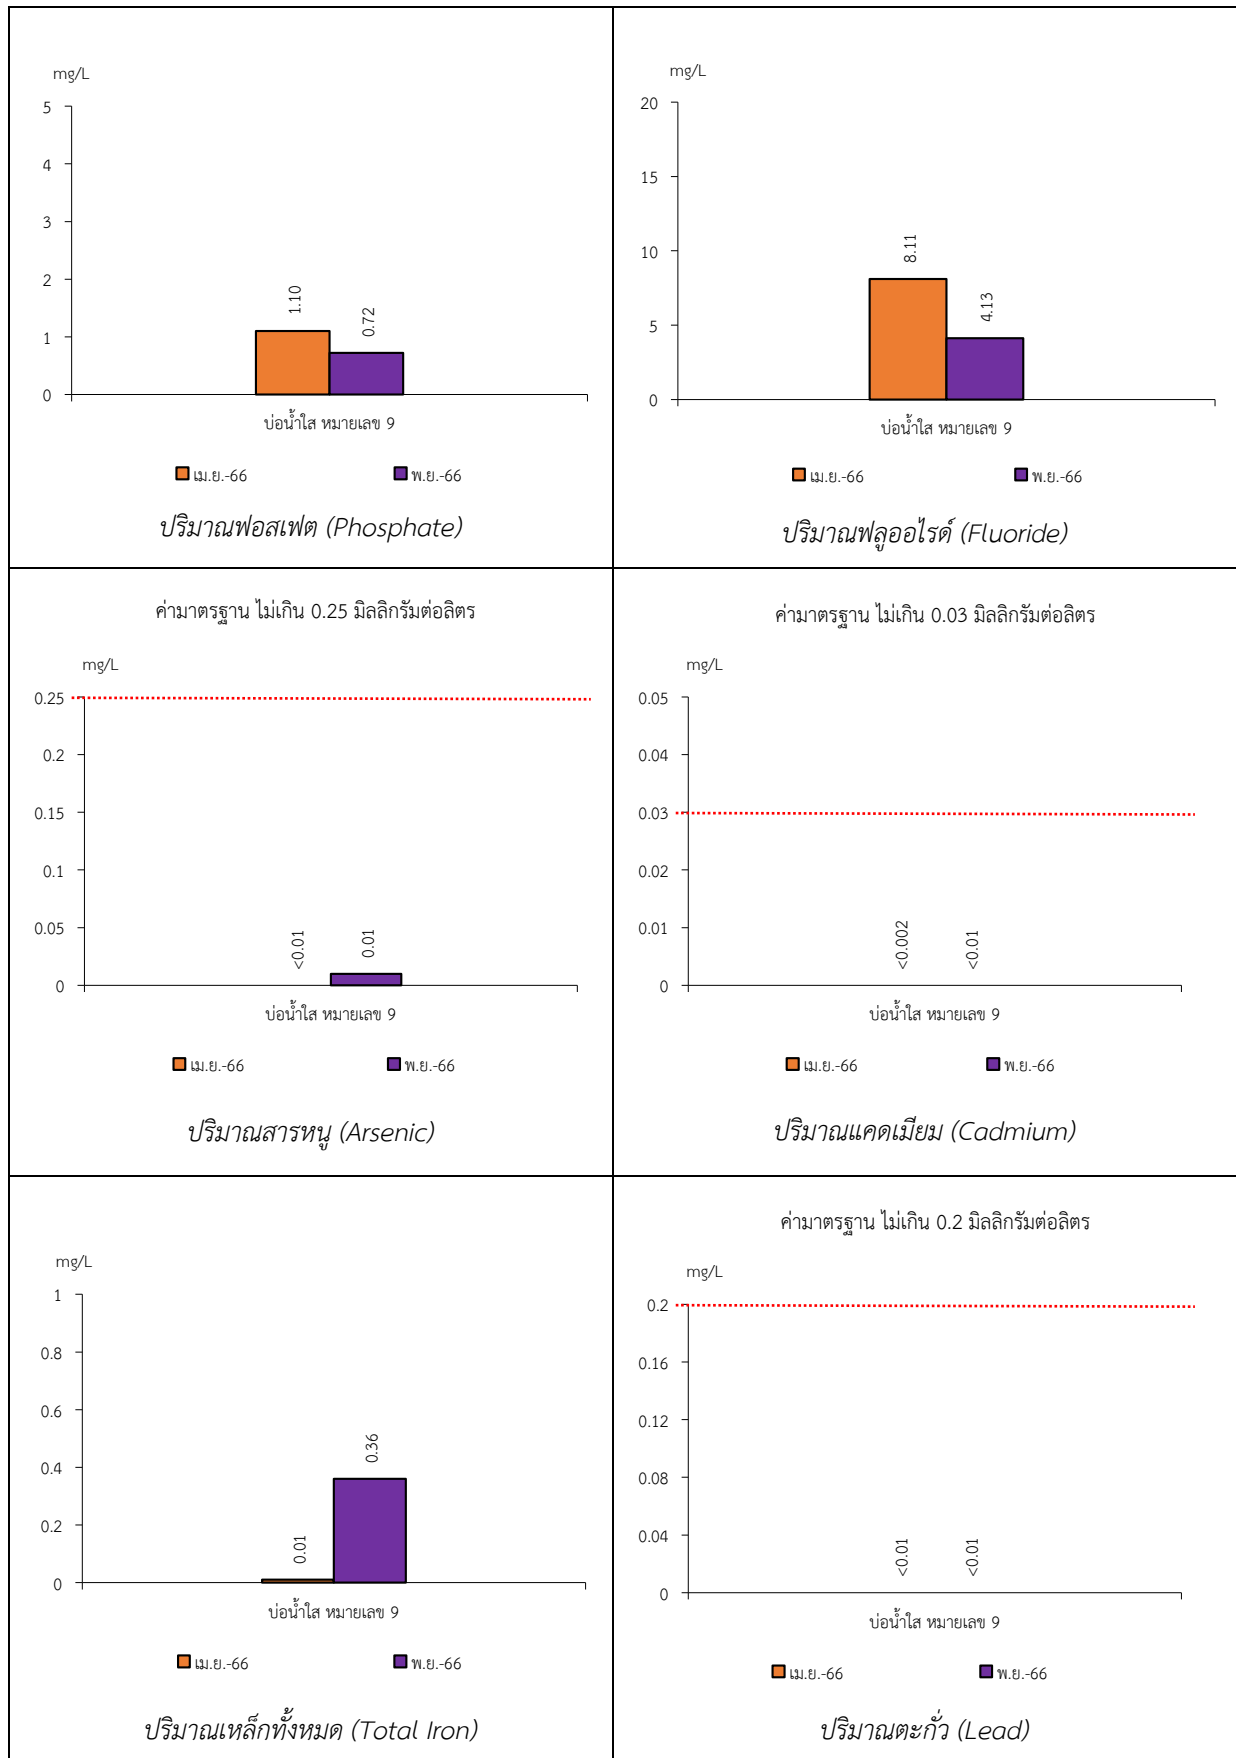 mg/L
5
4
3
2
1
0
1.10
0.72
บ่อน้ำใส หมายเลข 9
เม.ย.-66 พ.ย.-66
ปริมาณฟอสเฟต (Phosphate)
mg/L
20
15
10
5
0
8.11
4.13
บ่อน้ำใส หมายเลข 9
เม.ย.-66 พ.ย.-66
ปริมาณฟลูออไรด์ (Fluoride)
ค่ามาตรฐาน ไม่เกิน 0.25 มิลลิกรัมต่อลิตร
mg/L
0.25
0.2
0.15
0.1
0.05
0
<0.01
0.01
บ่อน้ำใส หมายเลข 9
เม.ย.-66 พ.ย.-66
ปริมาณสารหนู (Arsenic)
ค่ามาตรฐาน ไม่เกิน 0.03 มิลลิกรัมต่อลิตร
mg/L
0.05
0.04
0.03
0.02
0.01
0
<0.002
<0.01
บ่อน้ำใส หมายเลข 9
เม.ย.-66 พ.ย.-66
ปริมาณแคดเมียม (Cadmium)
mg/L
1
0.8
0.6
0.4
0.2
0
0.01
0.36
บ่อน้ำใส หมายเลข 9
เม.ย.-66 พ.ย.-66
ปริมาณเหล็กทั้งหมด (Total Iron)
ค่ามาตรฐาน ไม่เกิน 0.2 มิลลิกรัมต่อลิตร
mg/L
0.2
0.16
0.12
0.08
0.04
0
<0.01
<0.01
บ่อน้ำใส หมายเลข 9
เม.ย.-66 พ.ย.-66
ปริมาณตะกั่ว (Lead)